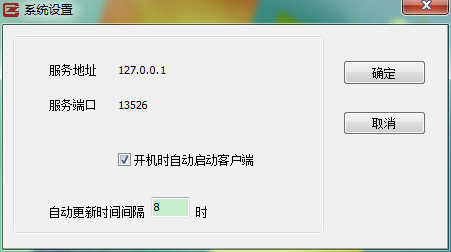 系统设置
服务地址 127.0.0.1
确定
服务端口 13526
取消
开机时自动启动客户端
自动更新时间间隔 8 时